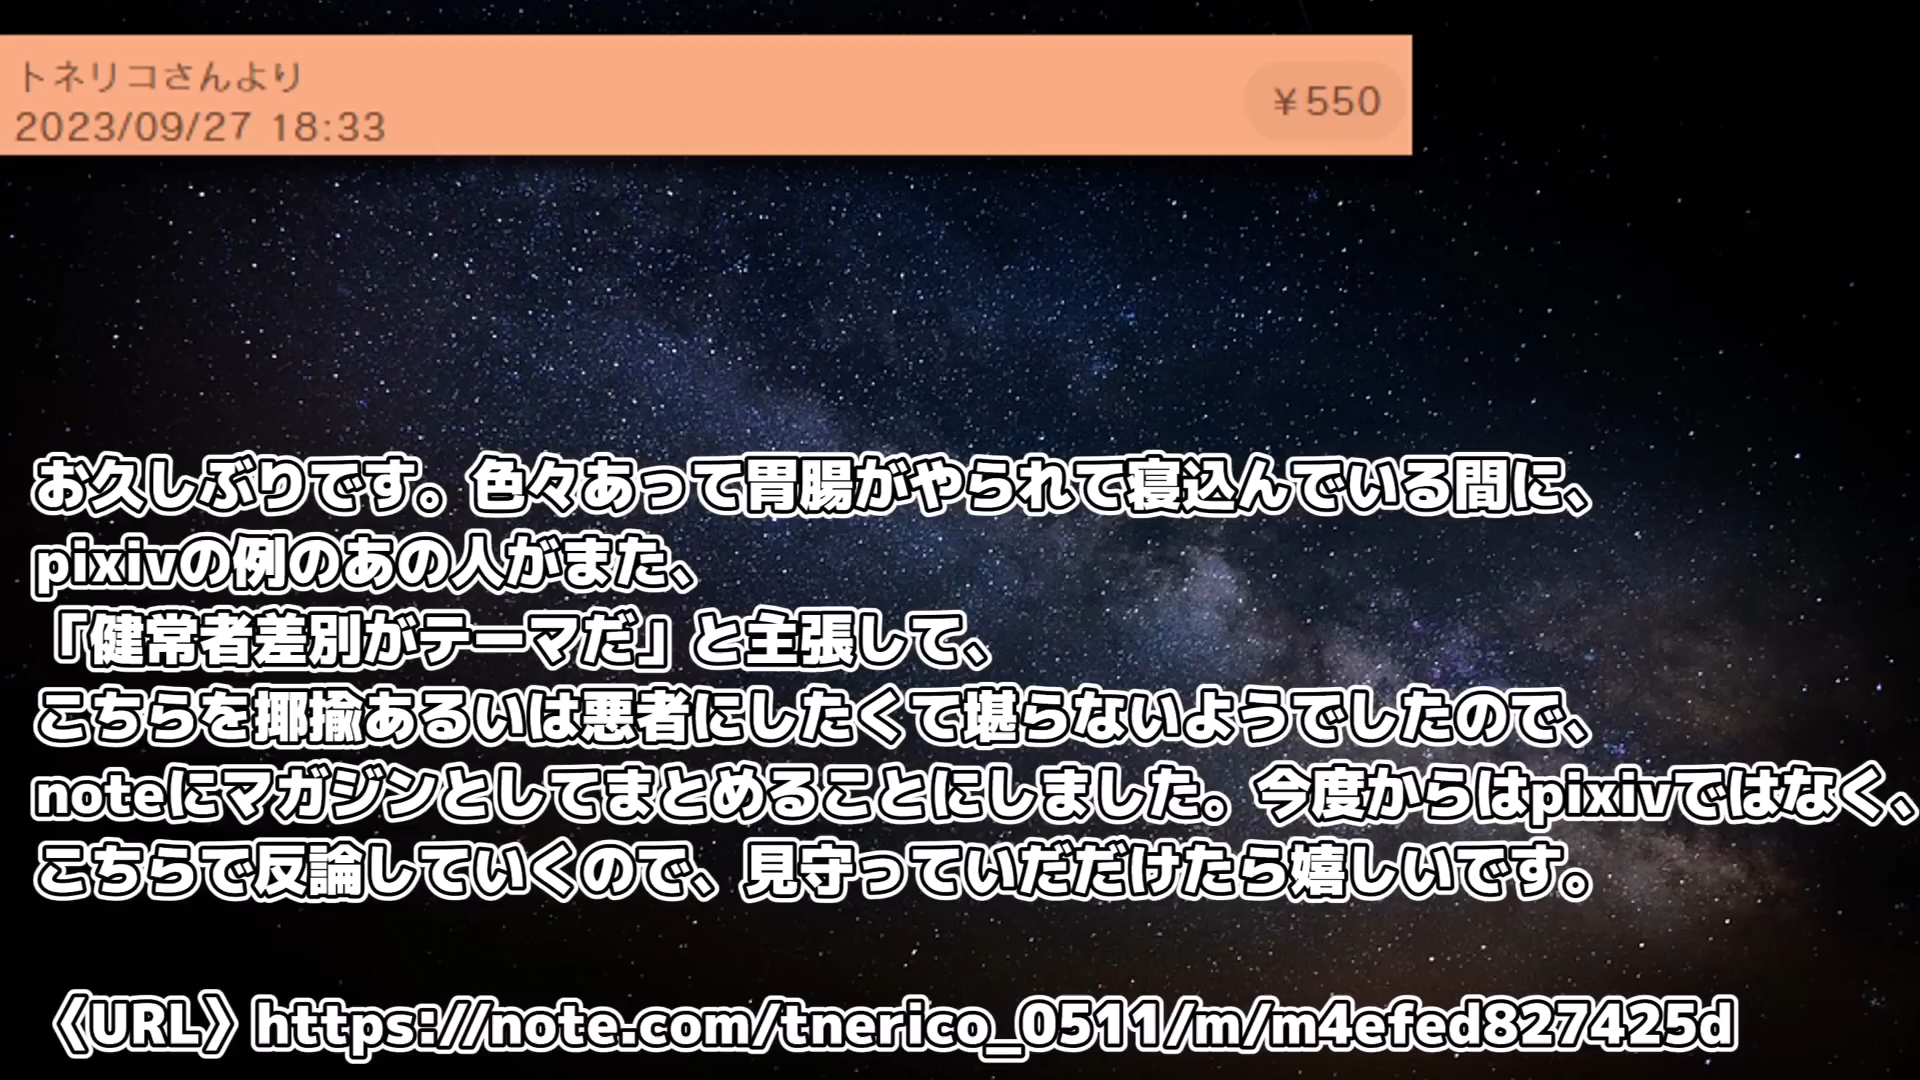 トネリコさんより
¥550
2023/09/27 18:33
お久しぶりです。色々あって胃腸がやられて寝込んでいる間に、
pixivの例のあの人がまた、
「健常者差別がテーマだ」と主張して、
こちらを揶揄あるいは悪者にしたくて堪らないようでしたので、
noteにマガジンとしてまとめることにしました。今度からはpixivではなく、
こちらで反論していくので、見守っていだだけたら嬉しいです。
《URL》https://note.com/tnerico_0511/m/m4efed827425d